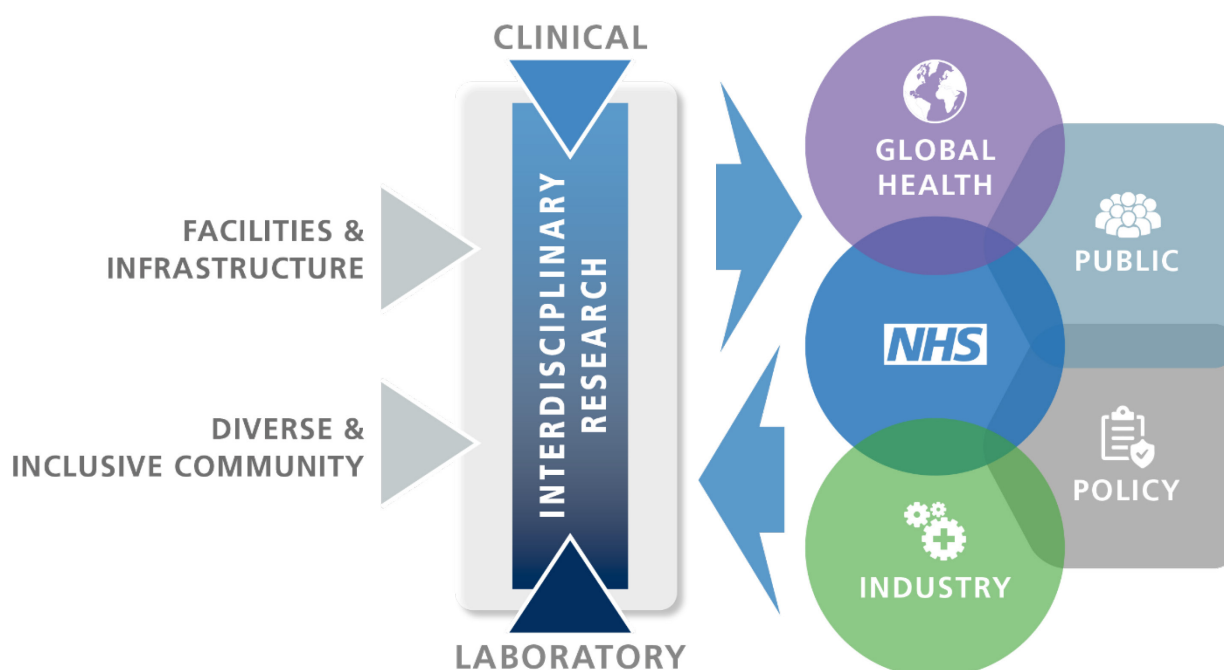 CLINICAL
FACILITIES &
INFRASTRUCTURE
DIVERSE &
INCLUSIVE COMMUNITY
INTERDISCIPLINARY
RESEARCH
LABORATORY
GLOBAL
HEALTH
PUBLIC
NHS
POLICY
INDUSTRY